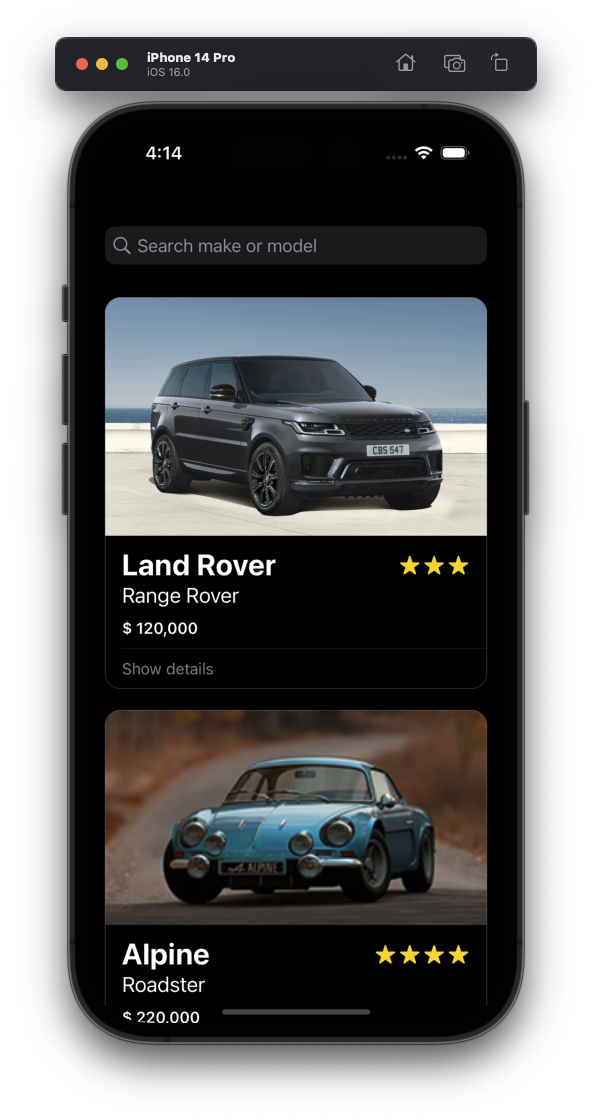 iPhone 14 Pro
iOS 16.0
4:14
Search make or model
CBS 547
Land Rover
Range Rover
$ 120,000
Show details
ALPINE
Alpine
Roadster
$ 220,000